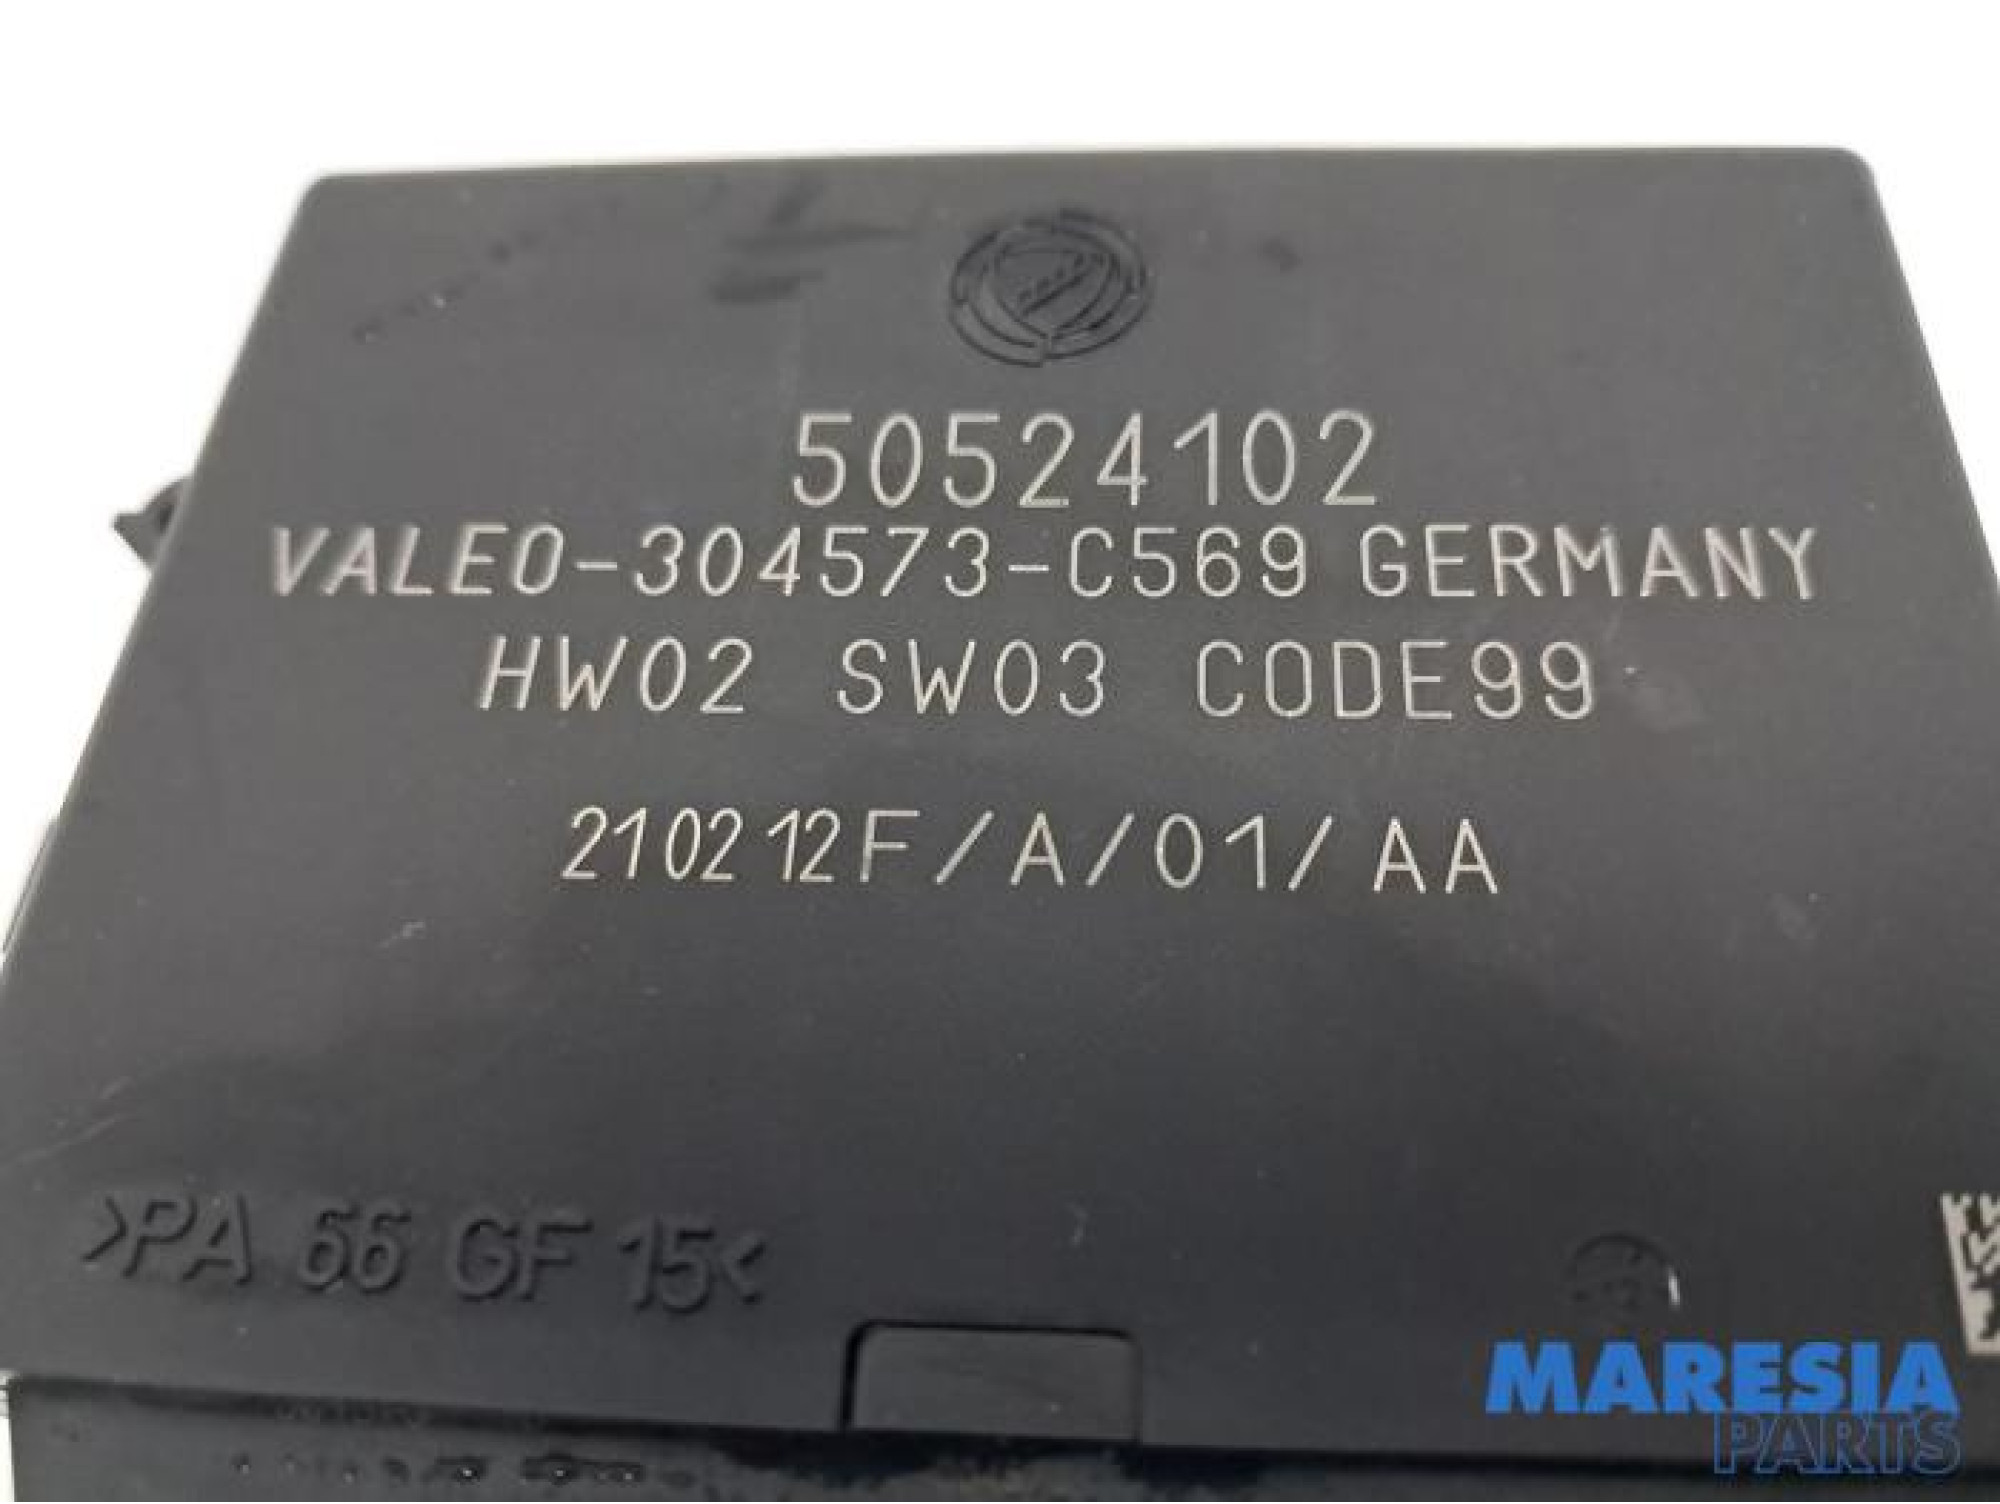 50524102
VALEO-304573-C569 GERMANY
HW02 SW03 CODE99
210212F/A/01/AA
>PA 66 GF 15<
MARESIA
PARTS